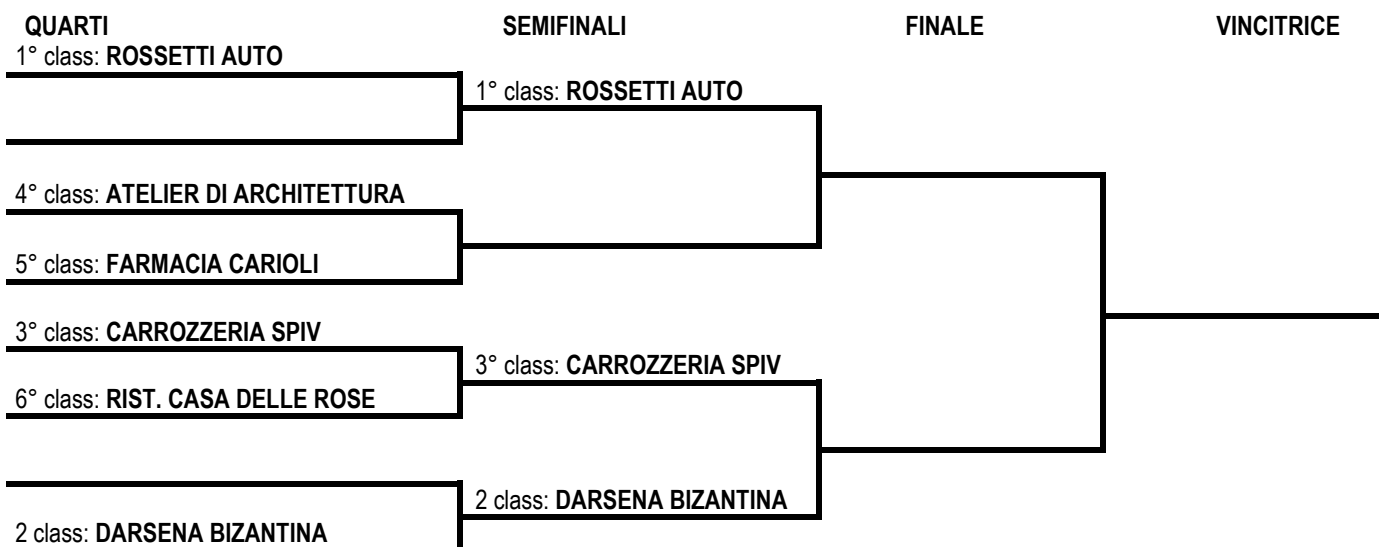 QUARTI SEMIFINALI FINALE VINCITRICE
1° class: ROSSETTI AUTO
1° class: ROSSETTI AUTO
4° class: ATELIER DI ARCHITETTURA
5° class: FARMACIA CARIOLI
3° class: CARROZZERIA SPIV
3° class: CARROZZERIA SPIV
6° class: RIST. CASA DELLE ROSE
2 class: DARSENA BIZANTINA
2 class: DARSENA BIZANTINA